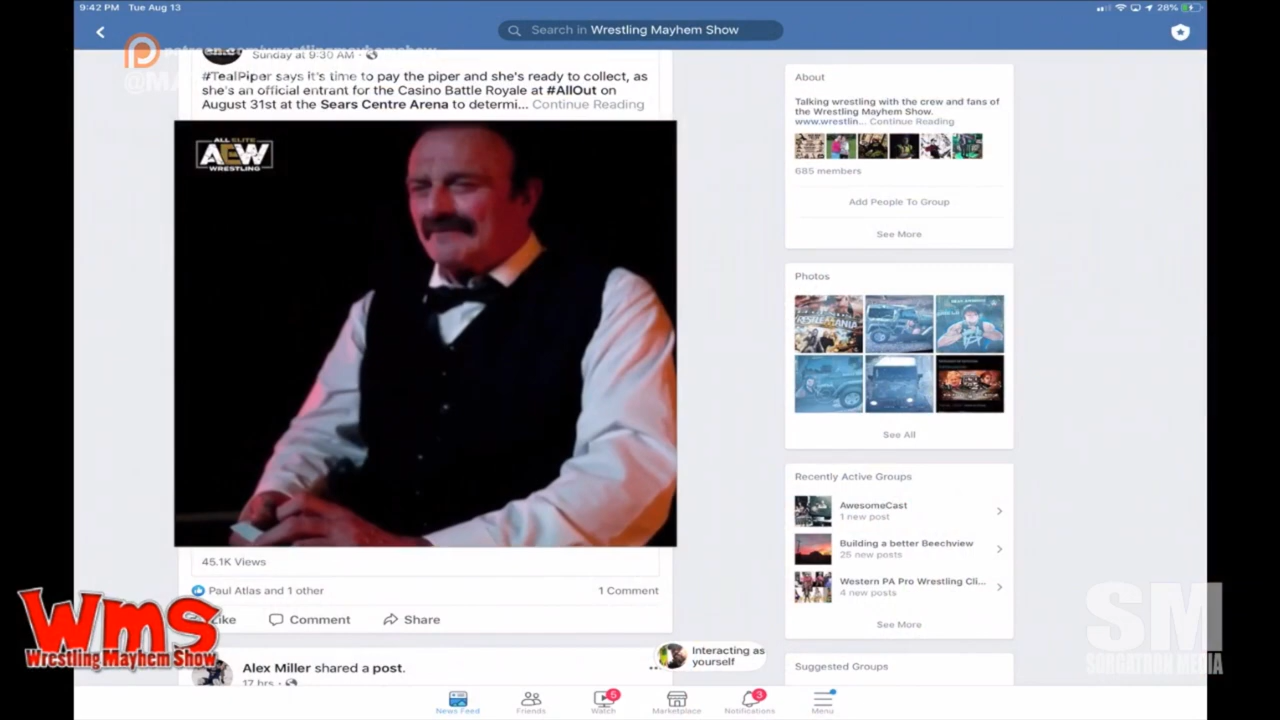 9:42 PM Tue Aug 13
28%
Search in Wrestling Mayhem Show
patreon.com/wrestlingmayhemshow
Sunday at 9:30 AM
#TealPiper says it's time to pay the piper and she's ready to collect, as
she's an official entrant for the Casino Battle Royale at #AllOut on
August 31st at the Sears Centre Arena to determi... Continue Reading
ALL ELITE
AEW
WRESTLING
45.1K Views
Paul Atlas and 1 other
1 Comment
Like
Comment
Share
Alex Miller shared a post.
17 hrs
Interacting as
yourself
About
Talking wrestling with the crew and fans of
the Wrestling Mayhem Show.
www.wrestlin... Continue Reading
685 members
Add People To Group
See More
Photos
See All
Recently Active Groups
AwesomeCast
1 new post
Building a better Beechview
25 new posts
Western PA Pro Wrestling Cli...
4 new posts
See More
Suggested Groups
News Feed
Friends
5
Watch
Marketplace
3
Notifications
Menu
WMS
Wrestling Mayhem Show
SM
SORGATRON MEDIA